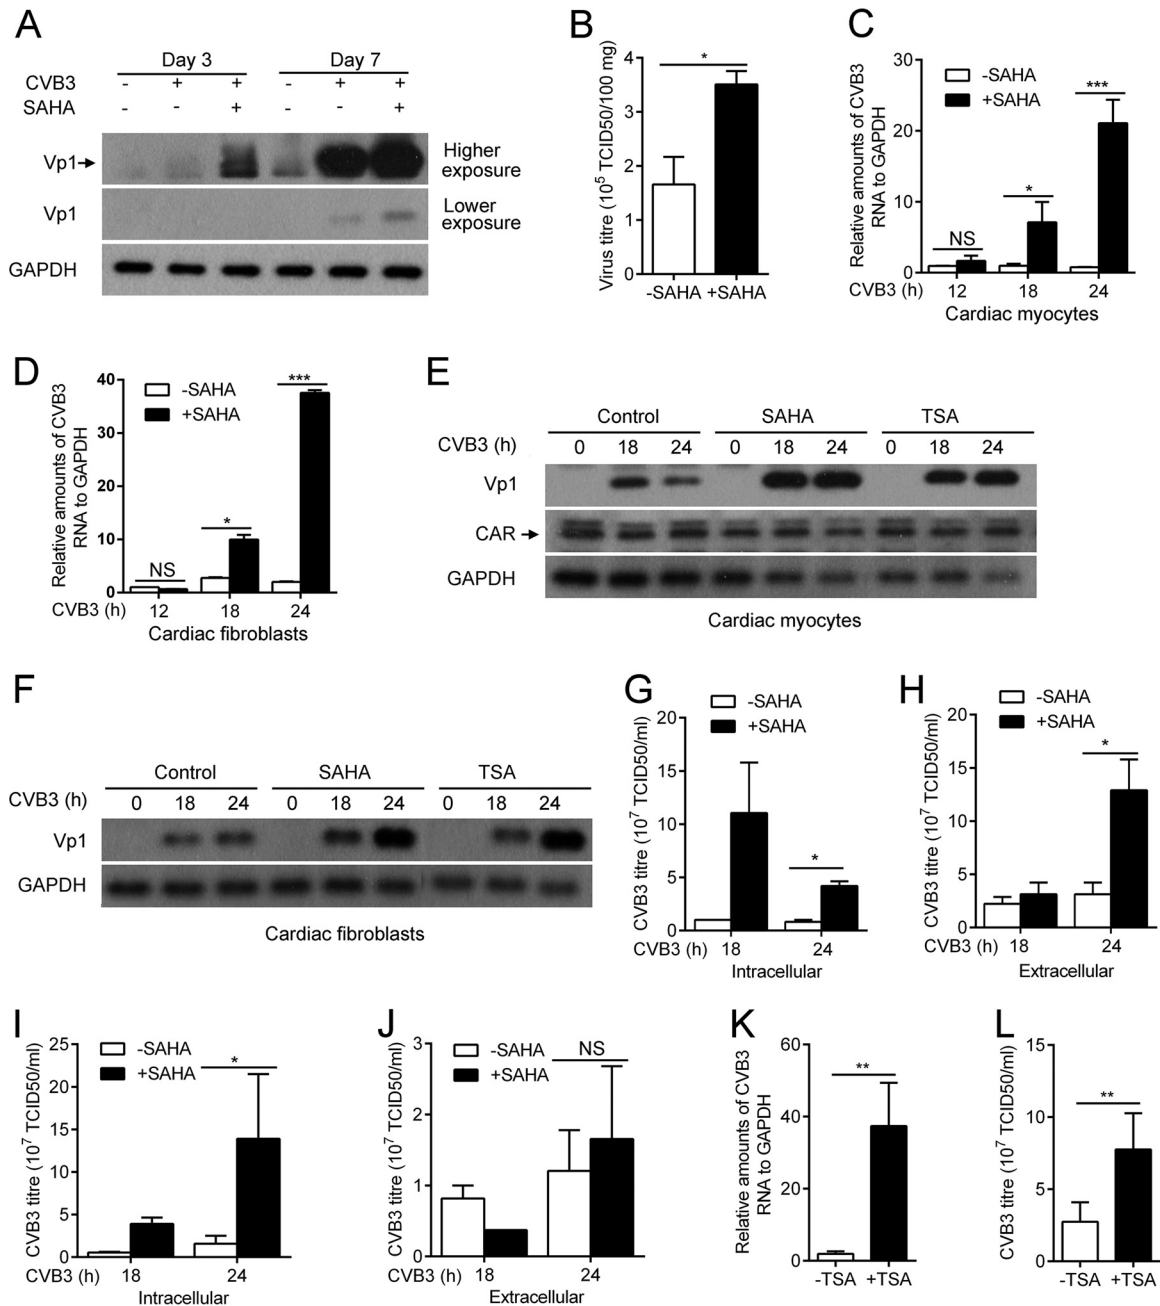 A
Day 3 Day 7
CVB3 - + + - + +
SAHA - - + - - +
Vp1
Higher exposure
Vp1
Lower exposure
GAPDH
B
Virus titre (10^5 TCID50/100 mg)
4
3
2
1
0
*
-SAHA +SAHA
C
Relative amounts of CVB3 RNA to GAPDH
30
20
10
0
-SAHA
+SAHA
NS * ***
CVB3 (h) 12 18 24
Cardiac myocytes
D
Relative amounts of CVB3 RNA to GAPDH
40
30
20
10
0
-SAHA
+SAHA
NS * ***
CVB3 (h) 12 18 24
Cardiac fibroblasts
E
Control SAHA TSA
CVB3 (h) 0 18 24 0 18 24 0 18 24
Vp1
CAR
GAPDH
Cardiac myocytes
F
Control SAHA TSA
CVB3 (h) 0 18 24 0 18 24 0 18 24
Vp1
GAPDH
Cardiac fibroblasts
G
CVB3 titre (10^7 TCID50/ml)
20
15
10
5
0
-SAHA
+SAHA
*
CVB3 (h) 18 24
Intracellular
H
CVB3 titre (10^7 TCID50/ml)
20
15
10
5
0
-SAHA
+SAHA
*
CVB3 (h) 18 24
Extracellular
I
CVB3 titre (10^7 TCID50/ml)
25
20
15
10
5
0
-SAHA
+SAHA
*
CVB3 (h) 18 24
Intracellular
J
CVB3 titre (10^7 TCID50/ml)
3
2
1
0
-SAHA
+SAHA
NS
CVB3 (h) 18 24
Extracellular
K
Relative amounts of CVB3 RNA to GAPDH
60
40
20
0
**
-TSA +TSA
L
CVB3 titre (10^7 TCID50/ml)
15
10
5
0
**
-TSA +TSA